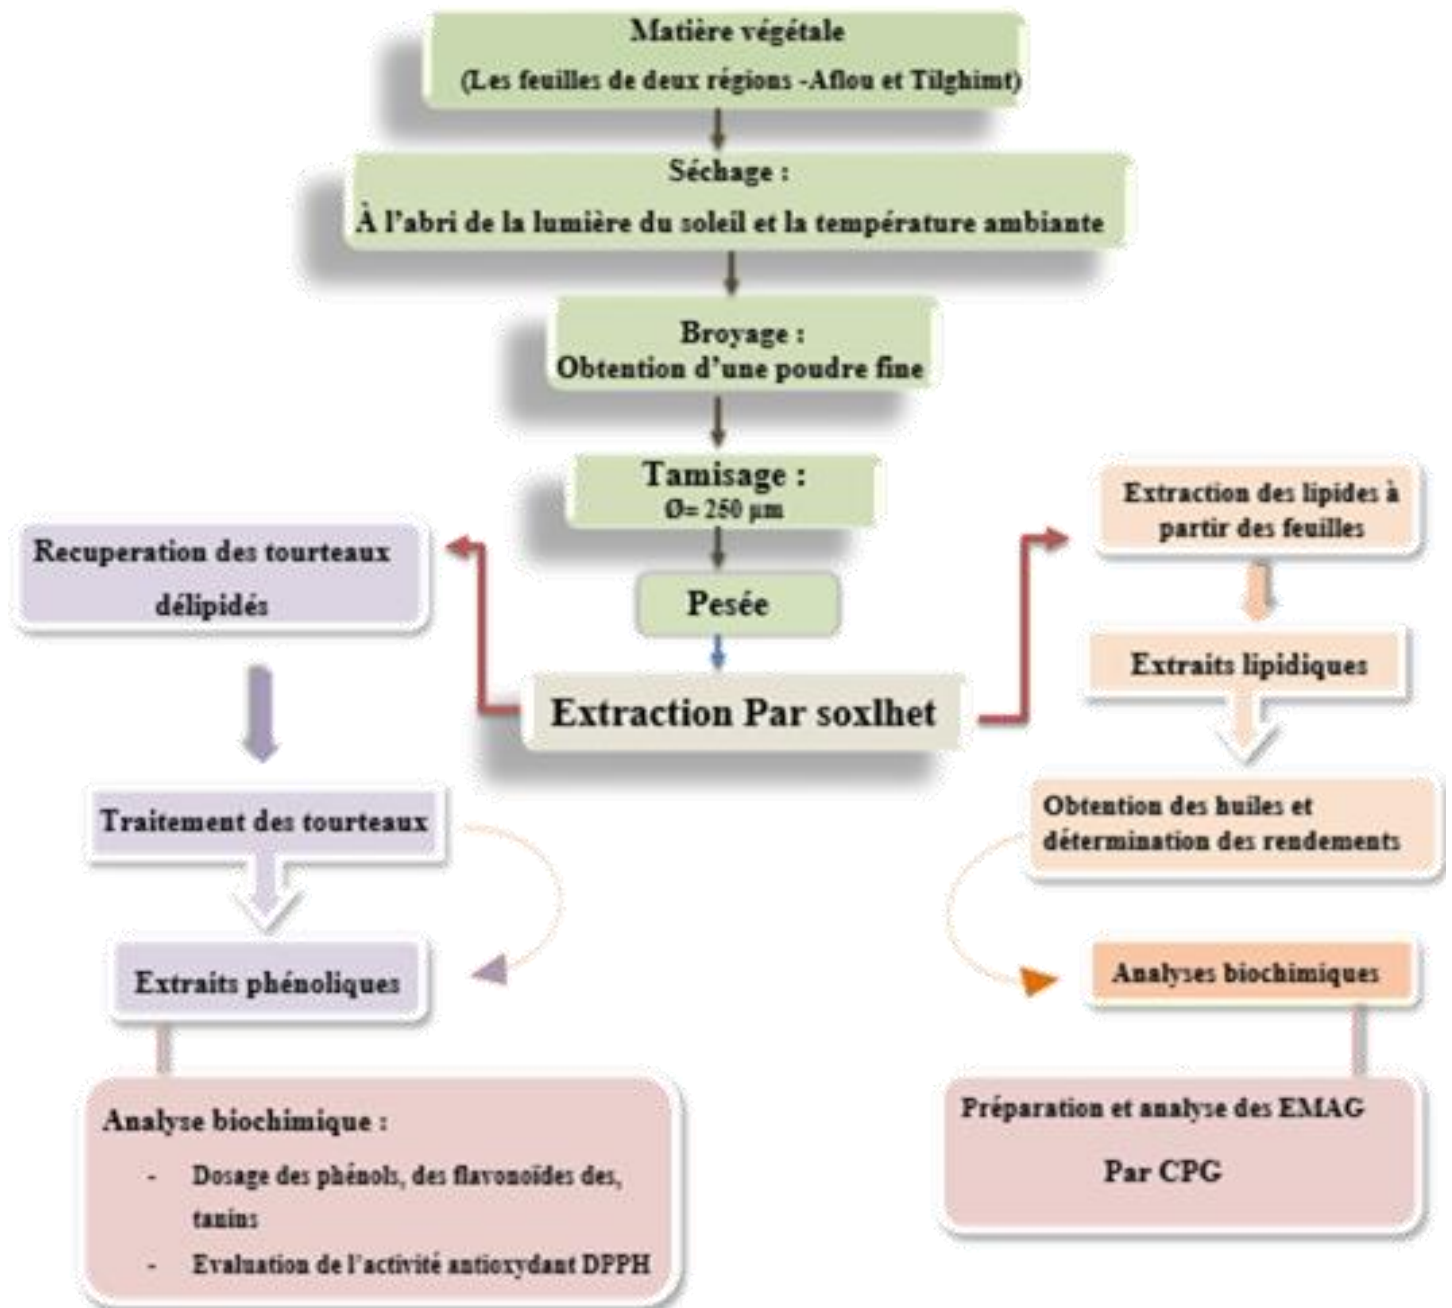 Matière végétale
(Les feuilles de deux régions -Aflou et Tilghimt)
Séchage :
À l'abri de la lumière du soleil et la température ambiante
Broyage :
Obtention d'une poudre fine
Tamisage :
Ø= 250 µm
Pesée
Extraction Par soxlhet
Recuperation des tourteaux
délipidés
Traitement des tourteaux
Extraits phénoliques
Analyse biochimique :
- Dosage des phénols, des flavonoïdes des,
tanins
- Evaluation de l'activité antioxydant DPPH
Extraction des lipides à
partir des feuilles
Extraits lipidiques
Obtention des huiles et
détermination des rendements
Analyses biochimiques
Préparation et analyse des EMAG
Par CPG